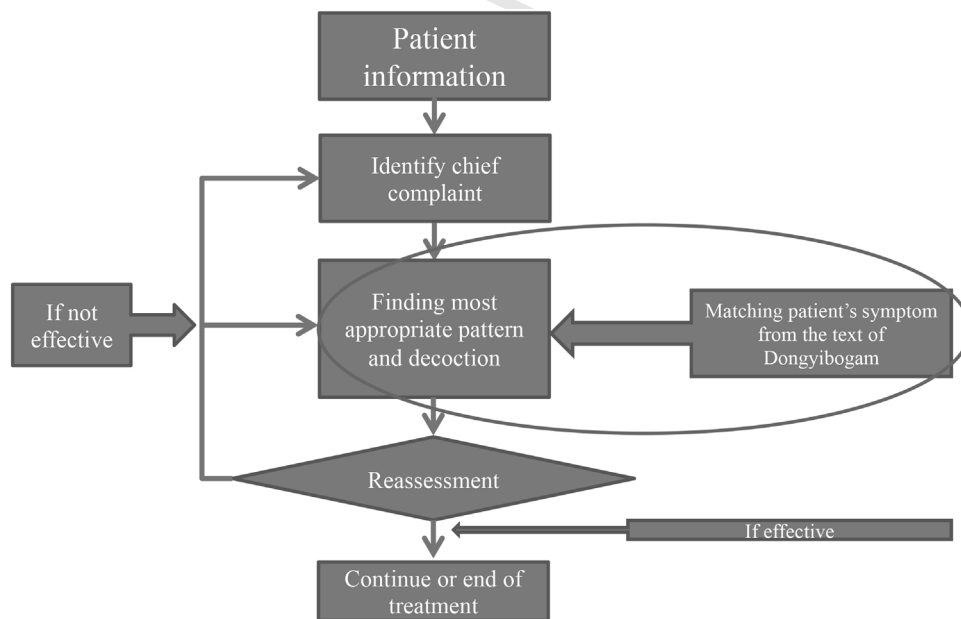 Patient
information
Identify chief
complaint
If not
effective
Finding most
appropriate pattern
and decoction
Matching patient's symptom
from the text of
Dongyibogam
Reassessment
If effective
Continue or end of
treatment